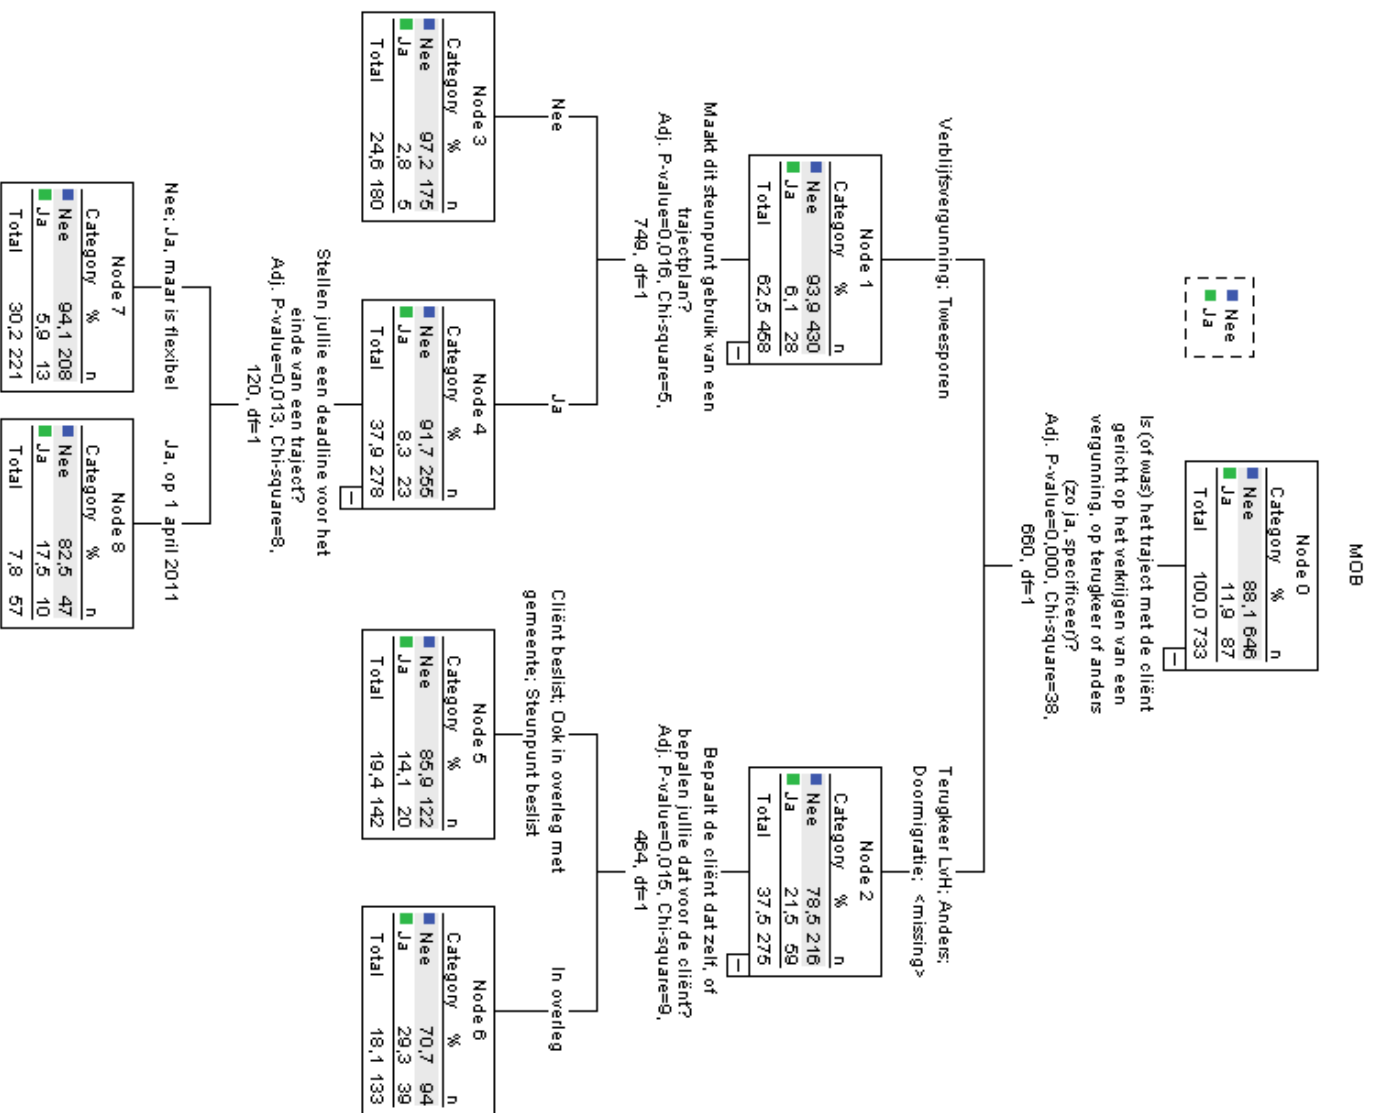 MOB
Node 0
Category % n
Nee 88,1 646
Ja 11,9 87
Total 100,0 733
Nee
Ja
Is (of was) het traject met de cliënt
gericht op het verkrijgen van een
vergunning, op terugkeer of anders
(zo ja, specificeer)?
Adj. P-value=0,000, Chi-square=38,
660, df=1
Verblijfsvergunning; Tweesporen
Terugkeer LvH; Anders;
Doormigratie; <missing>
Node 1
Category % n
Nee 93,9 430
Ja 6,1 28
Total 62,5 458
Node 2
Category % n
Nee 78,5 216
Ja 21,5 59
Total 37,5 275
Maakt dit steunpunt gebruik van een
trajectplan?
Adj. P-value=0,016, Chi-square=5,
749, df=1
Bepaalt de cliënt dat zelf, of
bepalen jullie dat voor de cliënt?
Adj. P-value=0,015, Chi-square=9,
464, df=1
Nee
Ja
Cliënt beslist; Ook in overleg met
gemeente; Steunpunt beslist
In overleg
Node 3
Category % n
Nee 97,2 175
Ja 2,8 5
Total 24,6 180
Node 4
Category % n
Nee 91,7 255
Ja 8,3 23
Total 37,9 278
Node 5
Category % n
Nee 85,9 122
Ja 14,1 20
Total 19,4 142
Node 6
Category % n
Nee 70,7 94
Ja 29,3 39
Total 18,1 133
Stellen jullie een deadline voor het
einde van een traject?
Adj. P-value=0,013, Chi-square=8,
120, df=1
Nee; Ja, maar is flexibel
Ja, op 1 april 2011
Node 7
Category % n
Nee 94,1 208
Ja 5,9 13
Total 30,2 221
Node 8
Category % n
Nee 82,5 47
Ja 17,5 10
Total 7,8 57